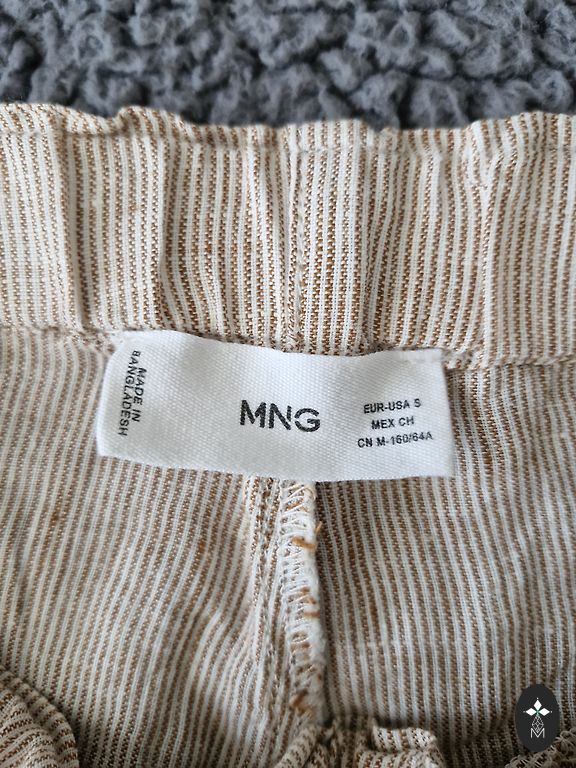 MADE IN
BANGLADESH
MNG
EUR-USA S
MEX CH
CN M-160/64A